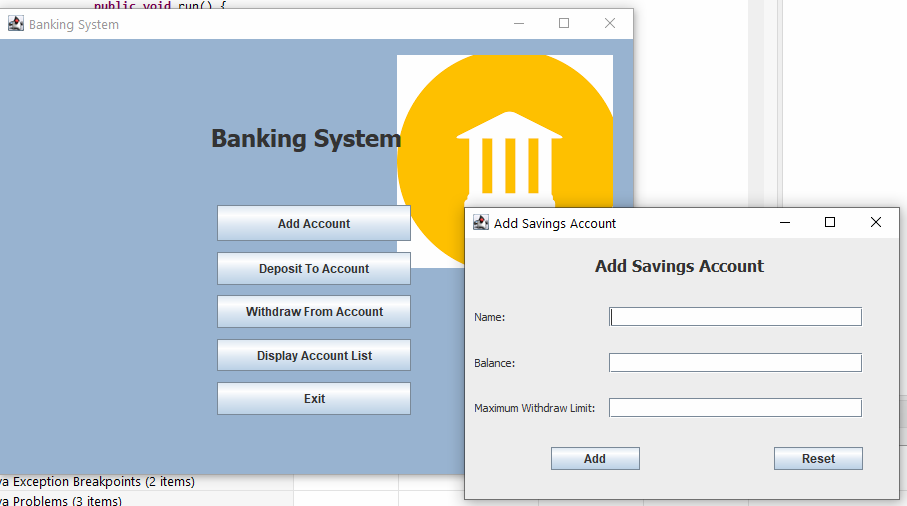 public void run() {
Banking System
Banking System
Add Account
Deposit To Account
Withdraw From Account
Display Account List
Exit
Add Savings Account
Add Savings Account
Name:
Balance:
Maximum Withdraw Limit:
Add
Reset
va Exception Breakpoints (2 items)
va Problems (3 items)